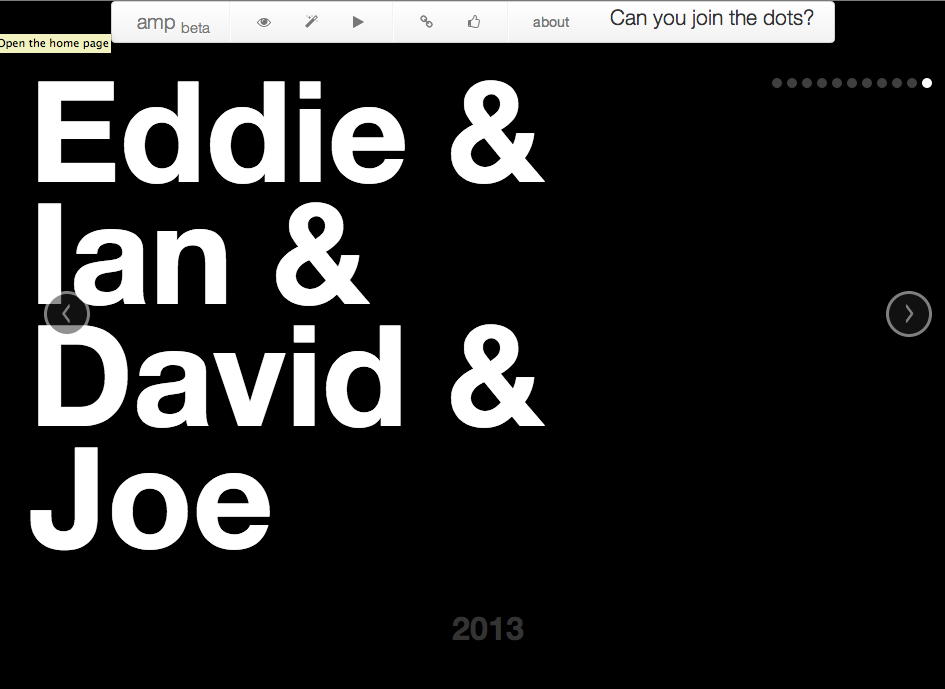 amp beta
about
Can you join the dots?
Open the home page
Eddie &
Ian &
David &
Joe
2013